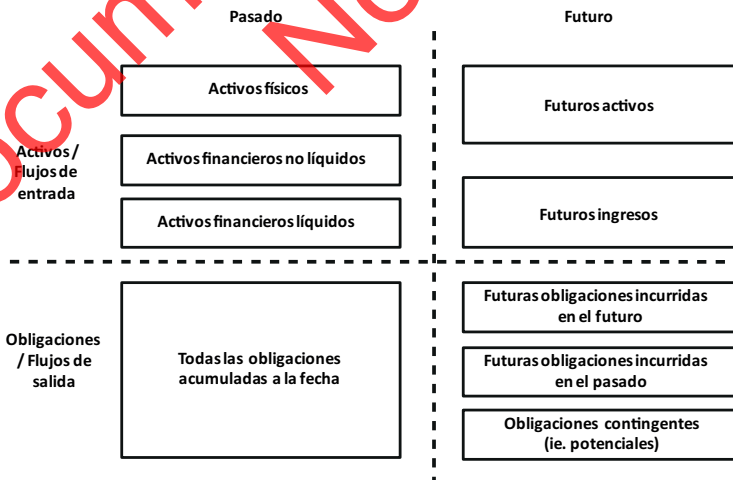 Pasado
Futuro
Activos físicos
Futuros activos
Activos /
Flujos de
entrada
Activos financieros no líquidos
Activos financieros líquidos
Futuros ingresos
Obligaciones
/ Flujos de
salida
Todas las obligaciones
acumuladas a la fecha
Futuras obligaciones incurridas
en el futuro
Futuras obligaciones incurridas
en el pasado
Obligaciones contingentes
(ie. potenciales)